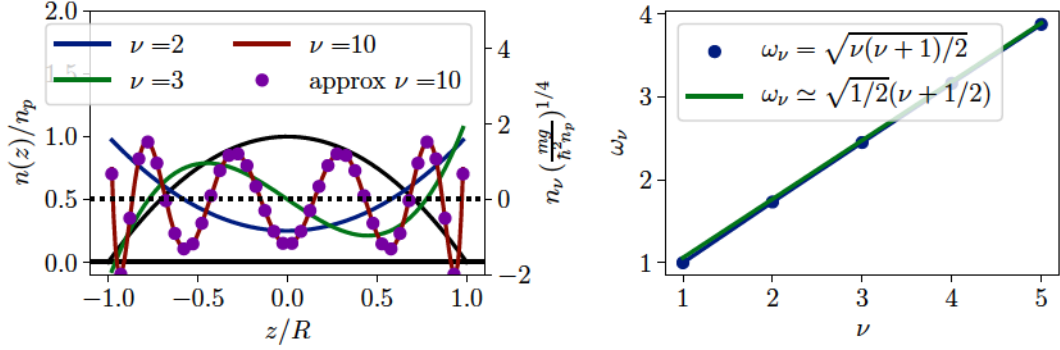 2.0
1.5
1.0
0.5
0.0
n(z)/n_p
ν =2
ν =3
ν =10
approx ν =10
4
2
0
−2
n_ν (mg/ħ²n_p)^{1/4}
−1.0 −0.5 0.0 0.5 1.0
z/R
4
3
2
1
ω_ν
ω_ν = √ν(ν + 1)/2
ω_ν ≃ √1/2(ν + 1/2)
1 2 3 4 5
ν